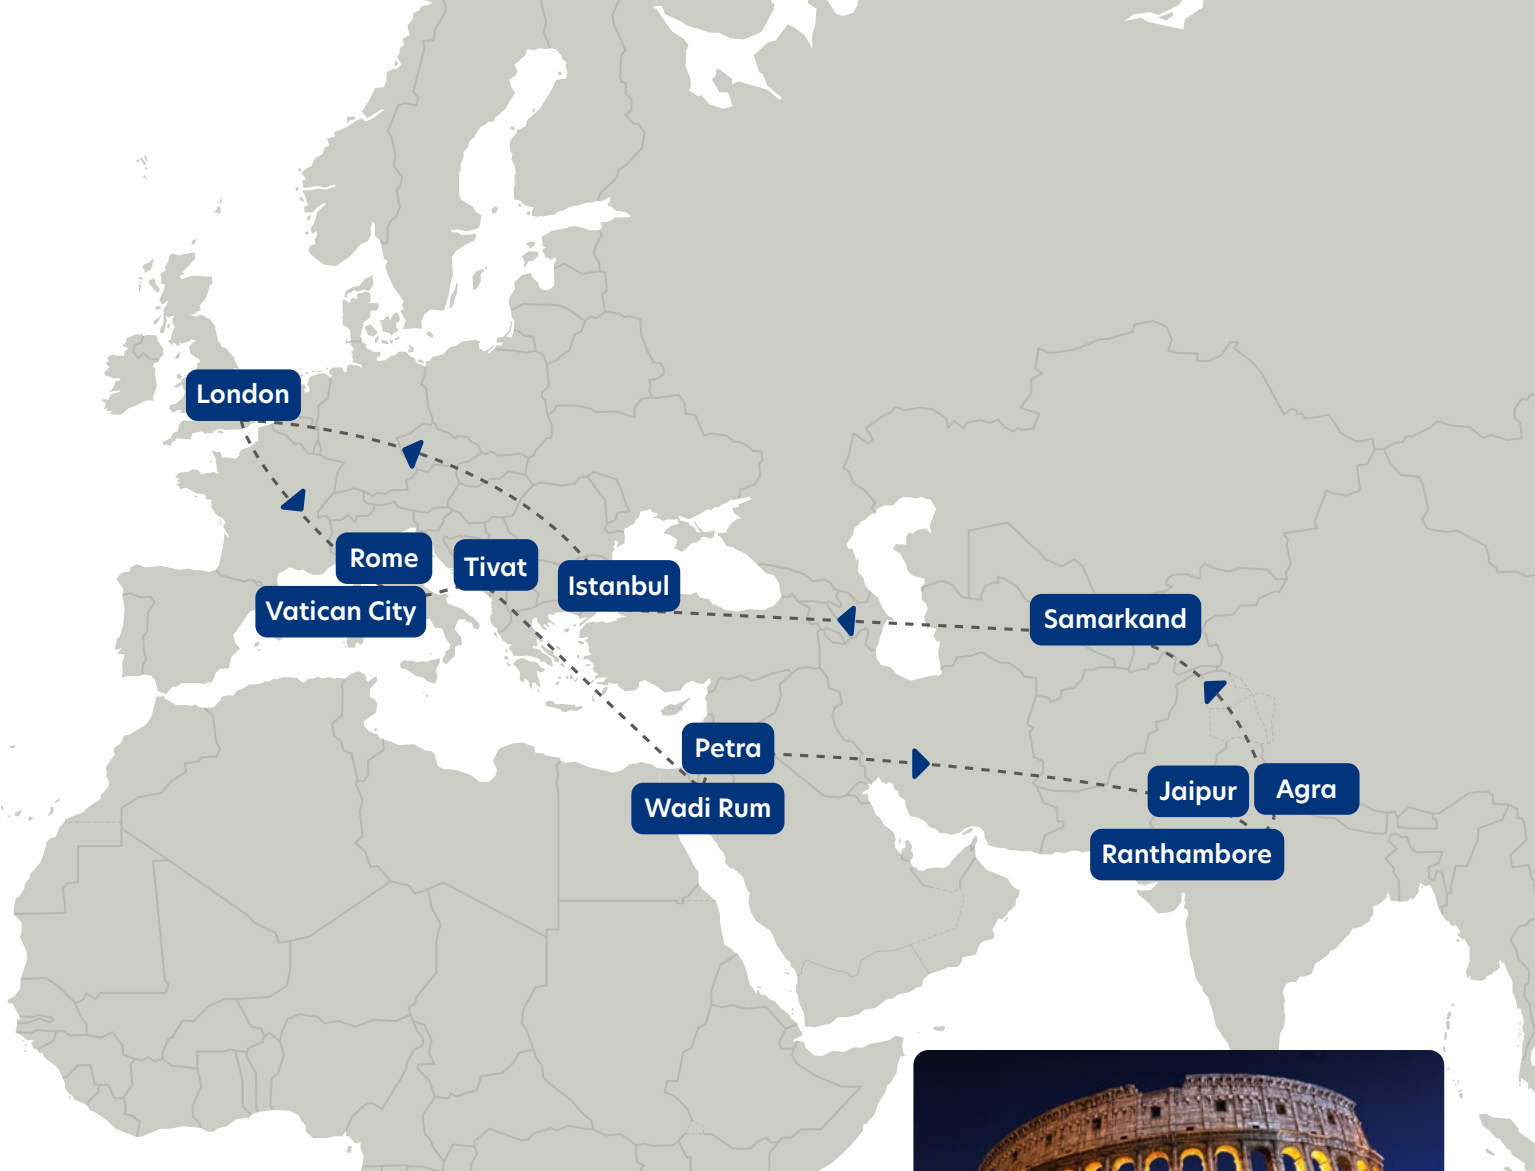 London
Rome
Tivat
Istanbul
Vatican City
Samarkand
Petra
Jaipur
Agra
Wadi Rum
Ranthambore